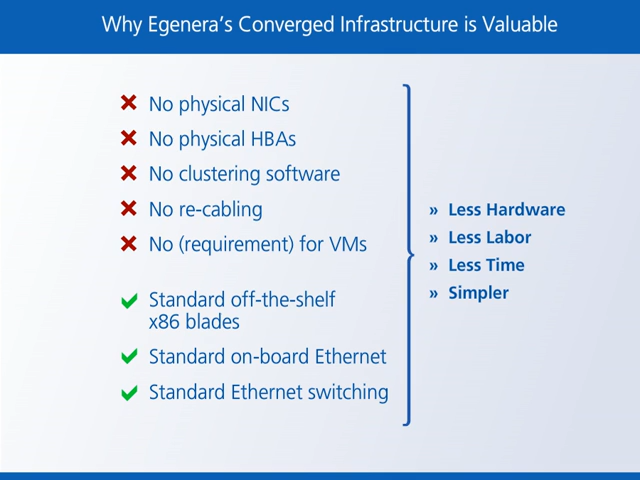 Why Egenera's Converged Infrastructure is Valuable
No physical NICs
No physical HBAs
No clustering software
No re-cabling
No (requirement) for VMs
Standard off-the-shelf
x86 blades
Standard on-board Ethernet
Standard Ethernet switching
» Less Hardware
» Less Labor
» Less Time
» Simpler